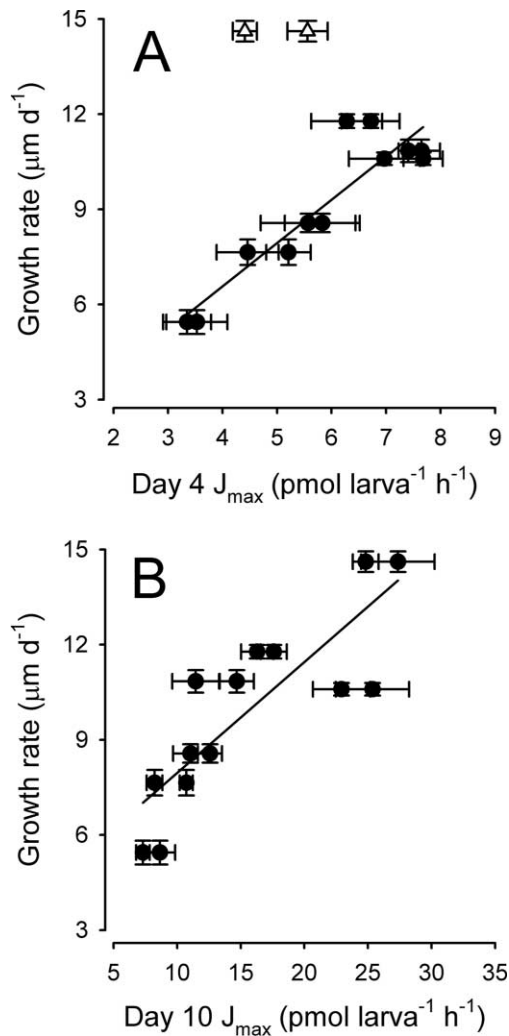 A
15
12
9
6
3
Growth rate (μm d⁻¹)
2 3 4 5 6 7 8 9
Day 4 Jmax (pmol larva⁻¹ h⁻¹)
B
15
12
9
6
3
Growth rate (μm d⁻¹)
5 10 15 20 25 30 35
Day 10 Jmax (pmol larva⁻¹ h⁻¹)